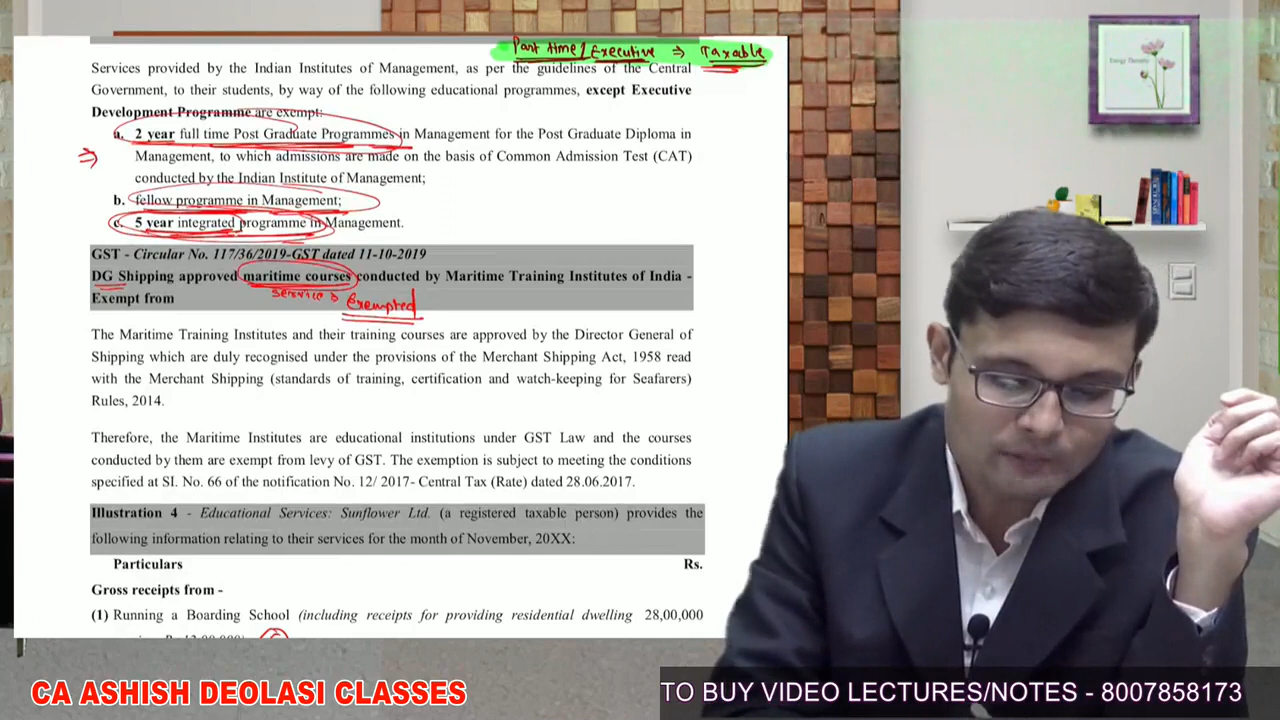 Part time / Executive ⇒ Taxable
Services provided by the Indian Institutes of Management, as per the guidelines of the Central
Government, to their students, by way of the following educational programmes, except Executive
Development Programme are exempt:
a. 2 year full time Post Graduate Programmes in Management for the Post Graduate Diploma in
Management, to which admissions are made on the basis of Common Admission Test (CAT)
conducted by the Indian Institute of Management;
b. fellow programme in Management;
c. 5 year integrated programme in Management.
GST - Circular No. 117/36/2019-GST dated 11-10-2019
DG Shipping approved maritime courses conducted by Maritime Training Institutes of India -
Exempt from
service Exempted
The Maritime Training Institutes and their training courses are approved by the Director General of
Shipping which are duly recognised under the provisions of the Merchant Shipping Act, 1958 read
with the Merchant Shipping (standards of training, certification and watch-keeping for Seafarers)
Rules, 2014.
Therefore, the Maritime Institutes are educational institutions under GST Law and the courses
conducted by them are exempt from levy of GST. The exemption is subject to meeting the conditions
specified at SI. No. 66 of the notification No. 12/ 2017- Central Tax (Rate) dated 28.06.2017.
Illustration 4 - Educational Services: Sunflower Ltd. (a registered taxable person) provides the
following information relating to their services for the month of November, 20XX:
Particulars Rs.
Gross receipts from -
(1) Running a Boarding School (including receipts for providing residential dwelling 28,00,000
Energy Therapy
CA ASHISH DEOLASI CLASSES
TO BUY VIDEO LECTURES/NOTES - 8007858173